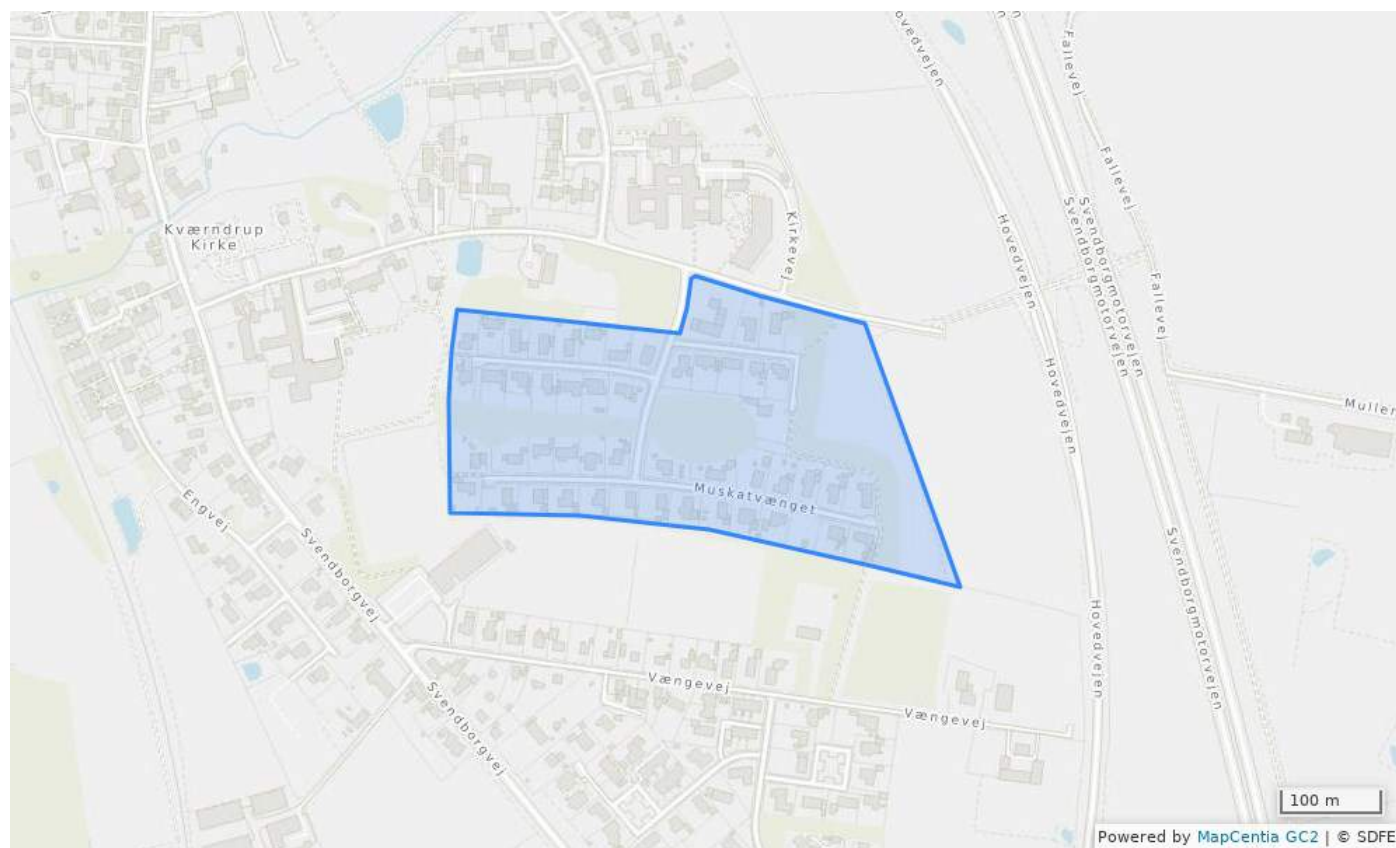 Hovedvejen
Fallevej
Fallevej
Kværndrup
Kirke
Kirkevej
Hovedvejen
Svendborgmotorvejen
Svendborgmotorvejen
Fallevej
Hovedvejen
Muller
Muskatvænget
Engvej
Svendborgvej
Svendborgmotorvejen
Hovedvejen
Vængevej
Svendborgvej
Vængevej
100 m
Powered by MapCentia GC2 | © SDFE